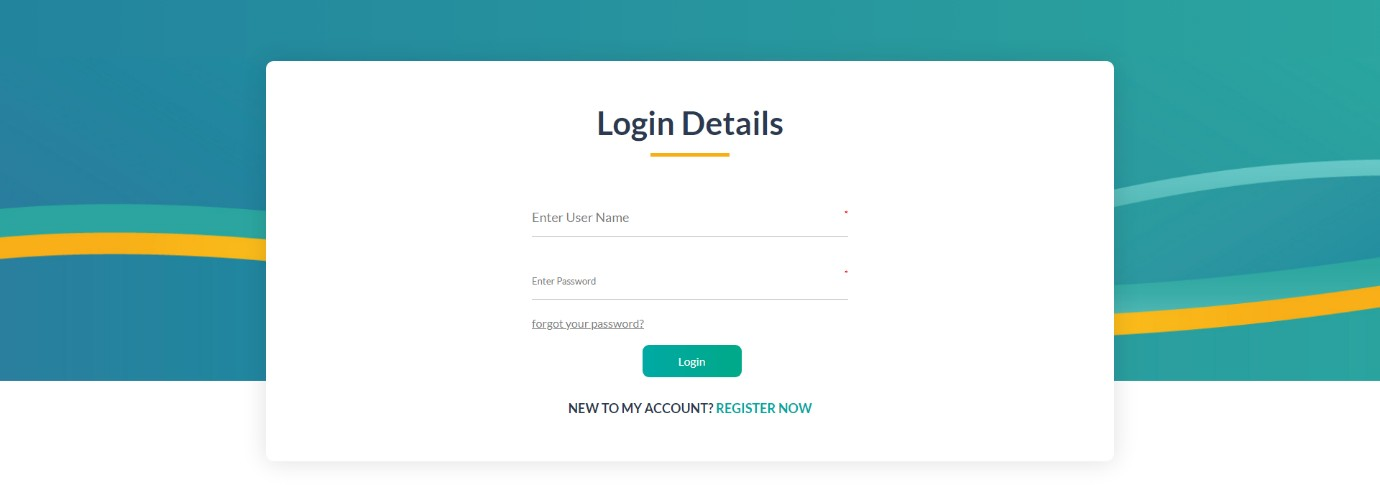 Login Details
Enter User Name *
Enter Password *
forgot your password?
Login
NEW TO MY ACCOUNT? REGISTER NOW